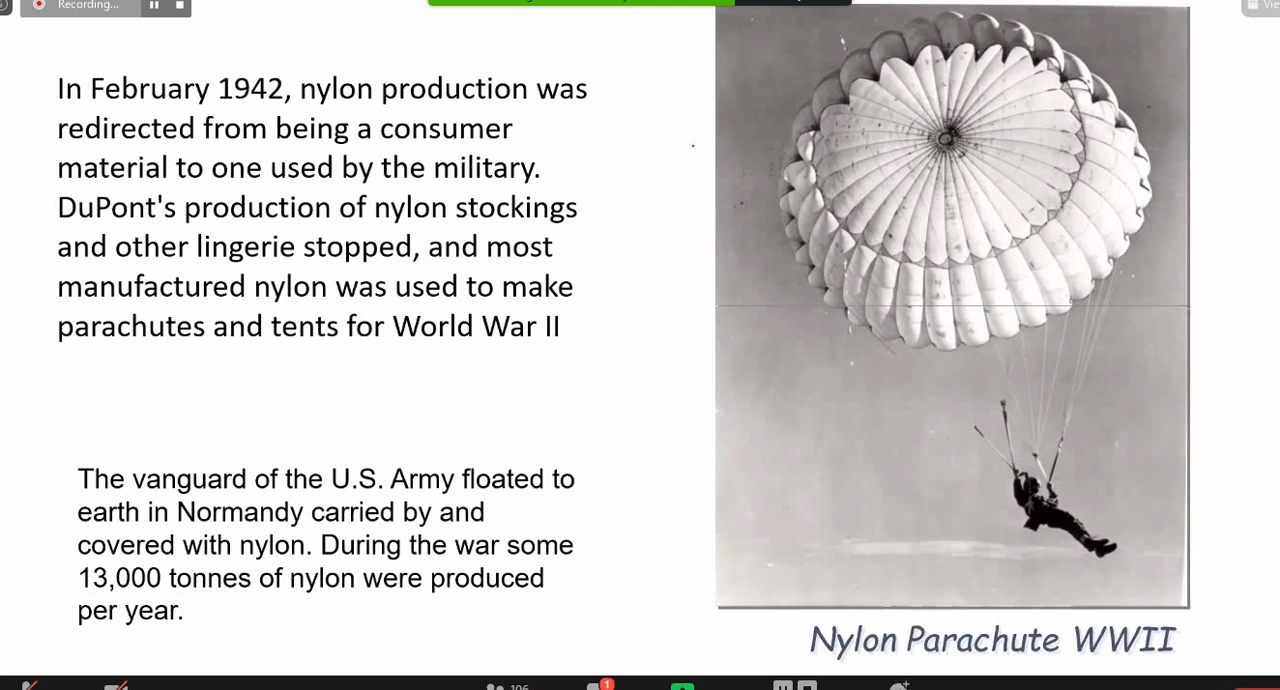 Recording...
In February 1942, nylon production was
redirected from being a consumer
material to one used by the military.
DuPont's production of nylon stockings
and other lingerie stopped, and most
manufactured nylon was used to make
parachutes and tents for World War II
The vanguard of the U.S. Army floated to
earth in Normandy carried by and
covered with nylon. During the war some
13,000 tonnes of nylon were produced
per year.
Nylon Parachute WWII
1